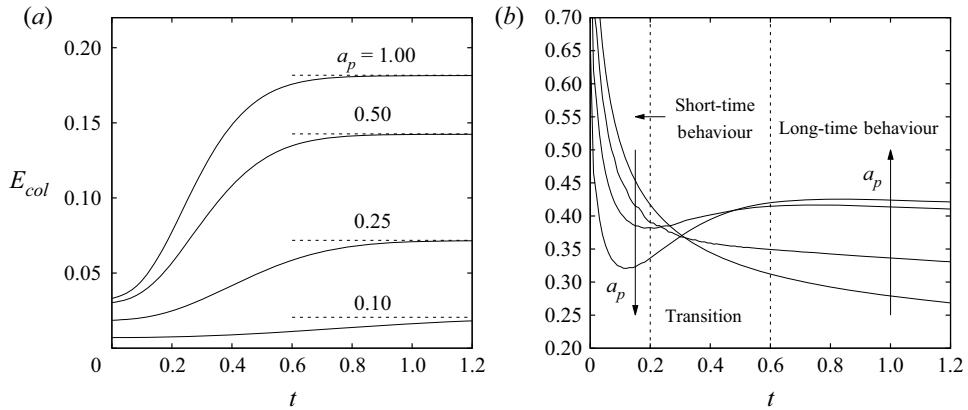 (a)
0.20
0.15
0.10
0.05
E_col
a_p = 1.00
0.50
0.25
0.10
0 0.2 0.4 0.6 0.8 1.0 1.2
t
(b)
0.70
0.65
0.60
0.55
0.50
0.45
0.40
0.35
0.30
0.25
0.20
Short-time
behaviour
Long-time behaviour
a_p
a_p
Transition
0 0.2 0.4 0.6 0.8 1.0 1.2
t